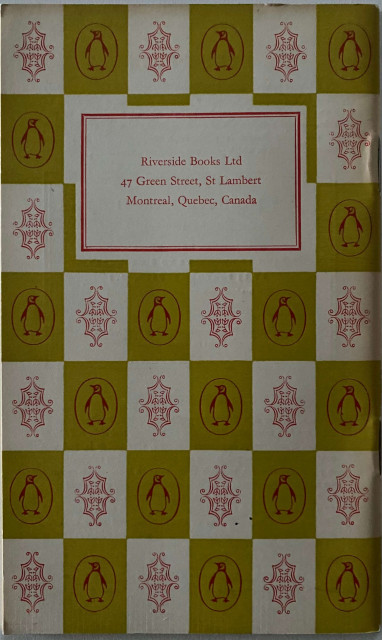 Riverside Books Ltd
47 Green Street, St Lambert
Montreal, Quebec, Canada